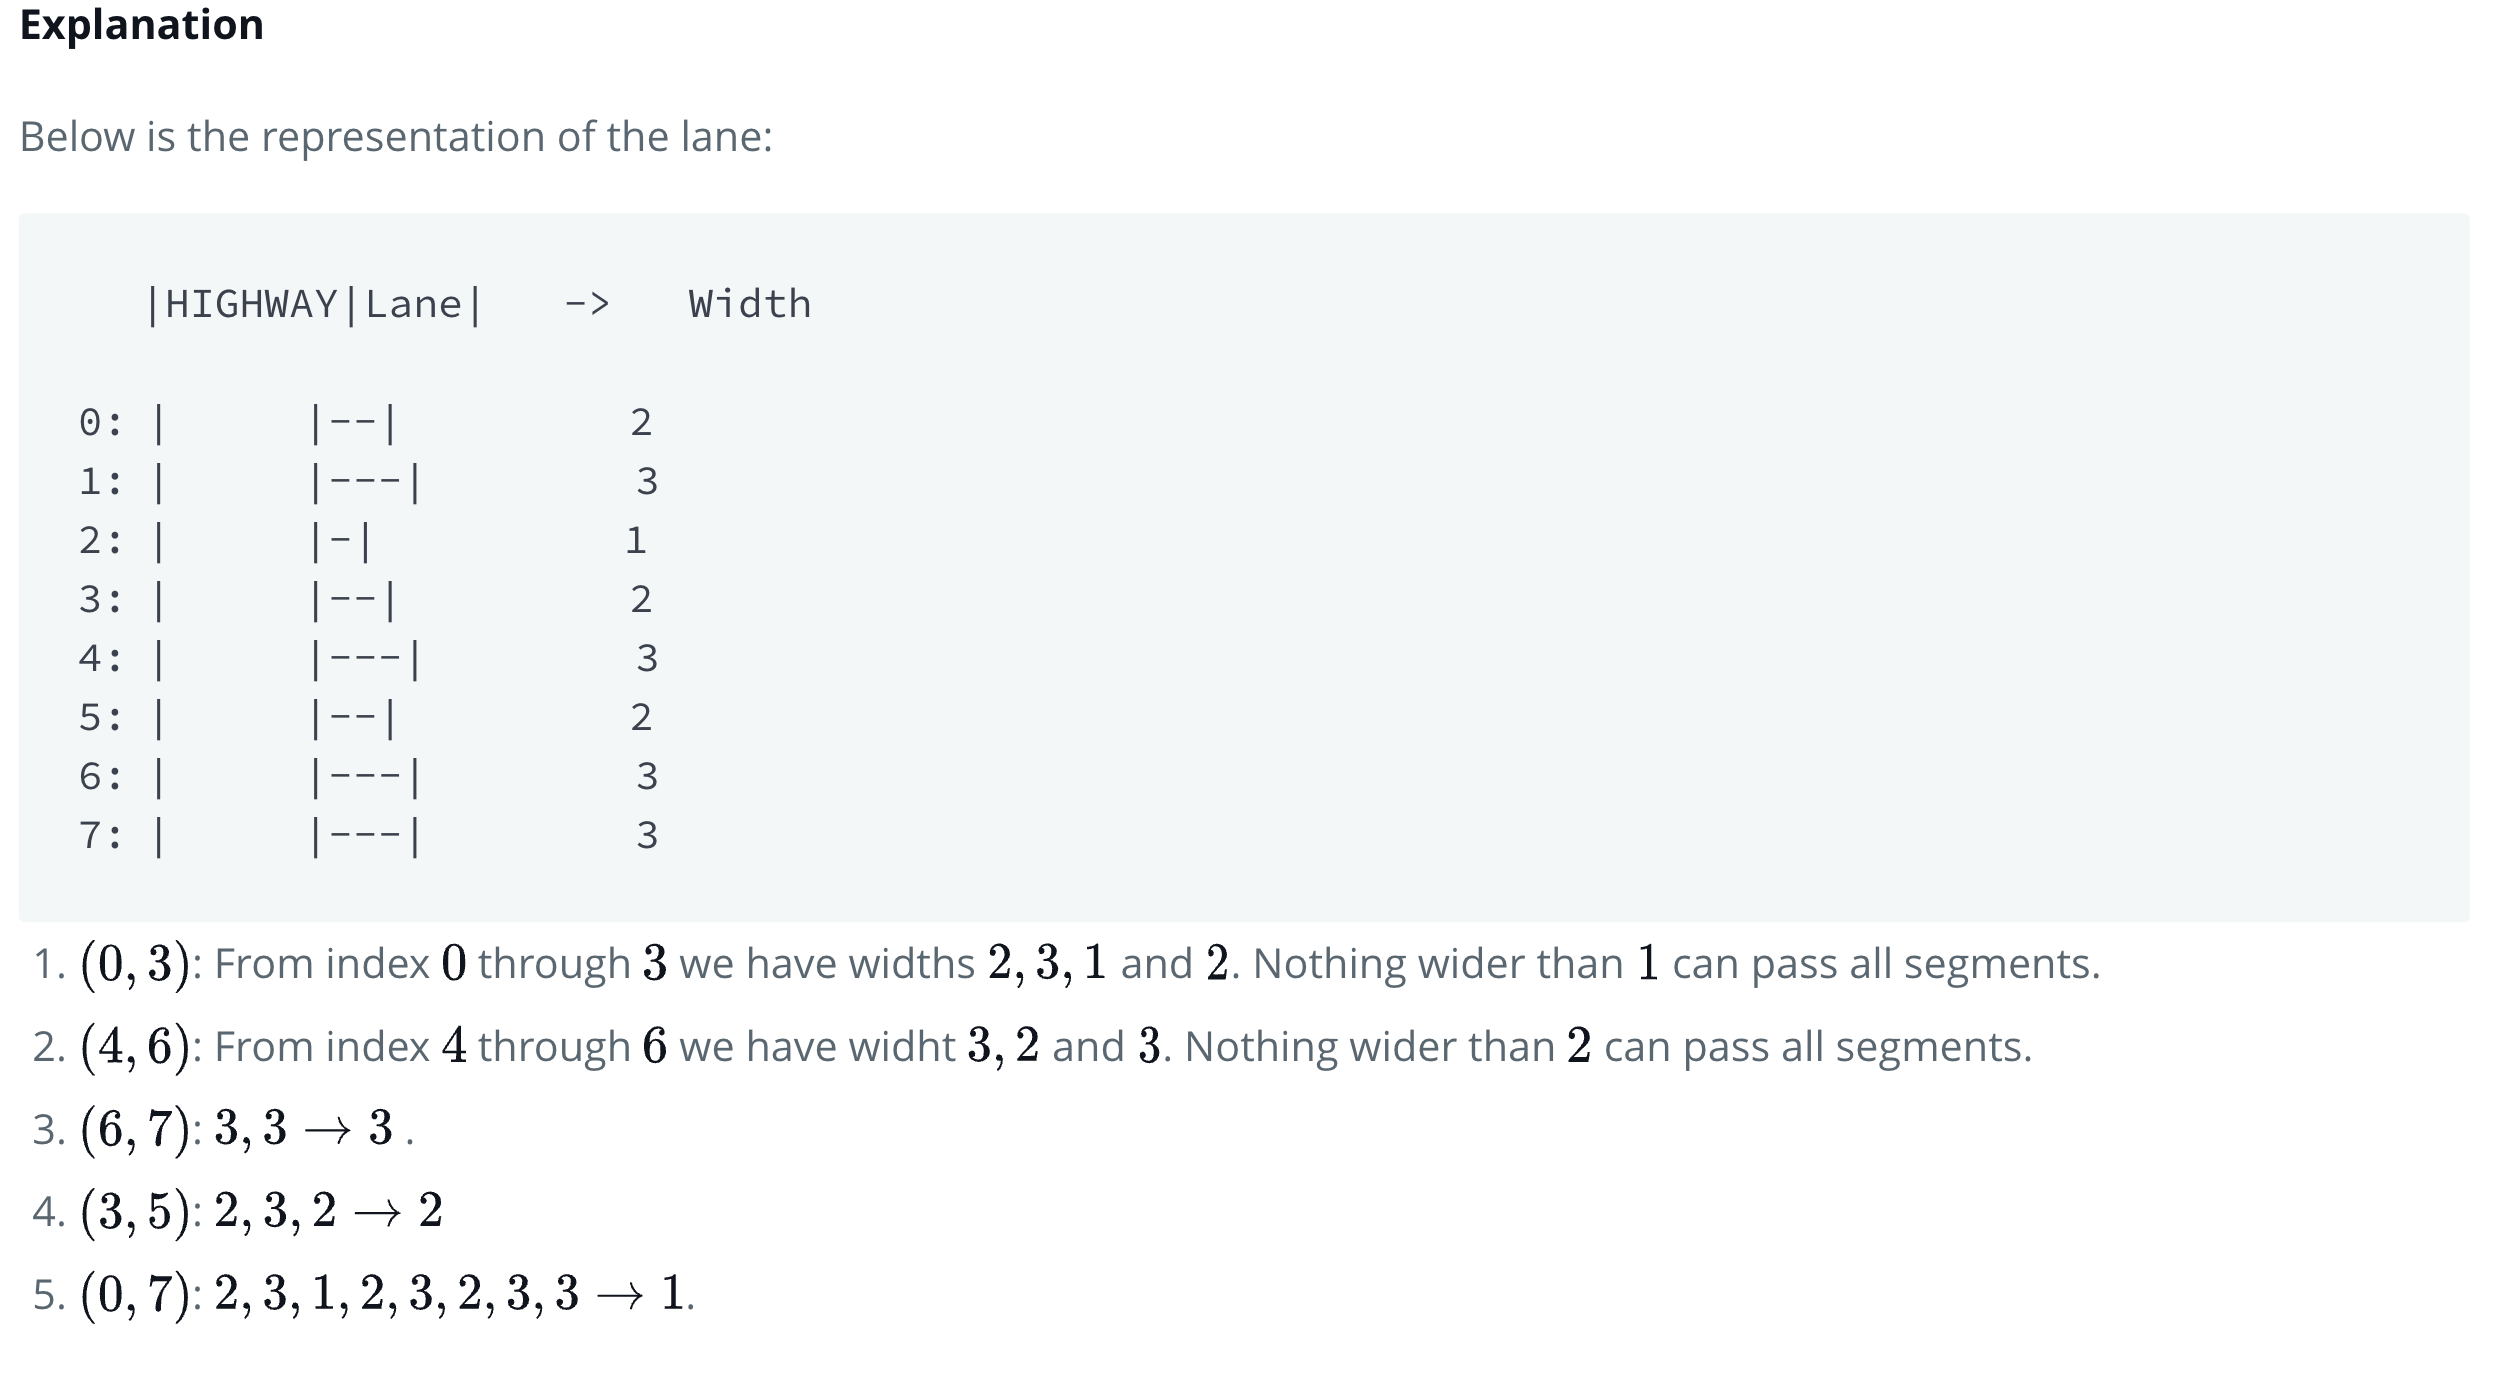 Explanation
Below is the representation of the lane:
|HIGHWAY|Lane|    ->    Width
0: |      |--|          2
1: |      |---|         3
2: |      |-|          1
3: |      |--|          2
4: |      |---|         3
5: |      |--|          2
6: |      |---|         3
7: |      |---|         3
1. (0, 3): From index 0 through 3 we have widths 2, 3, 1 and 2. Nothing wider than 1 can pass all segments.
2. (4, 6): From index 4 through 6 we have widht 3, 2 and 3. Nothing wider than 2 can pass all segments.
3. (6, 7): 3, 3 → 3 .
4. (3, 5): 2, 3, 2 → 2
5. (0, 7): 2, 3, 1, 2, 3, 2, 3, 3 → 1.